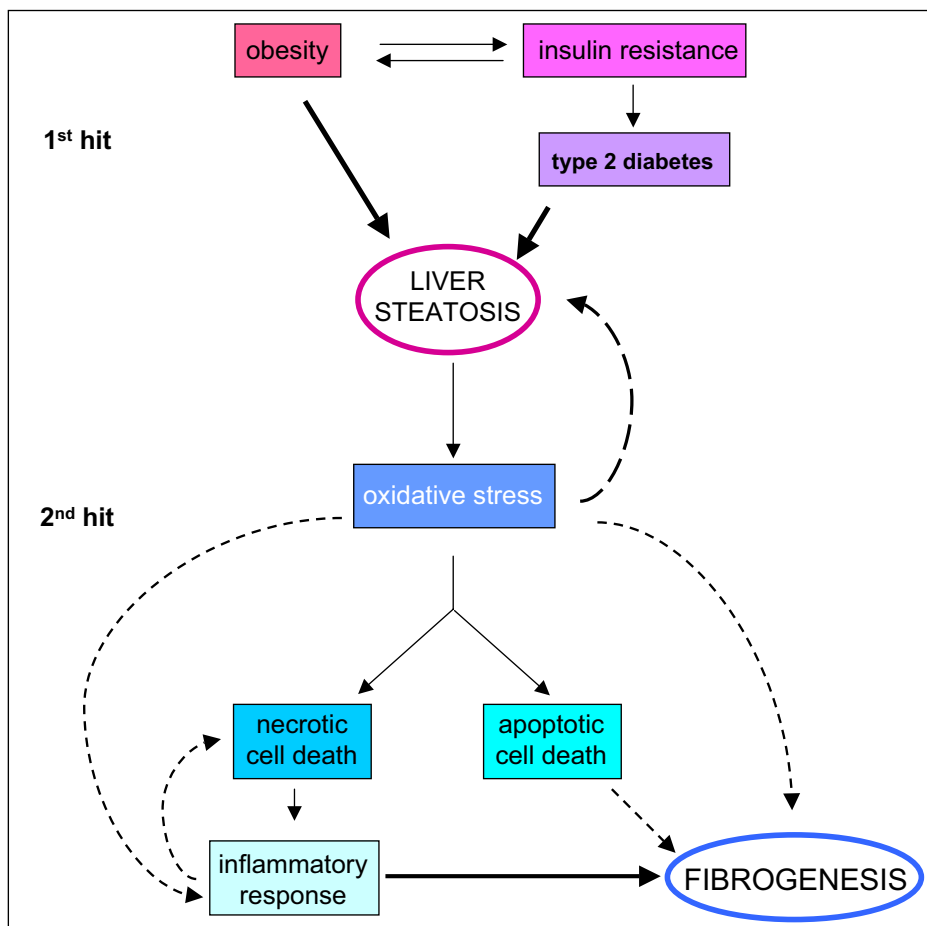 obesity
insulin resistance
1st hit
type 2 diabetes
LIVER
STEATOSIS
oxidative stress
2nd hit
necrotic
cell death
apoptotic
cell death
inflammatory
response
FIBROGENESIS